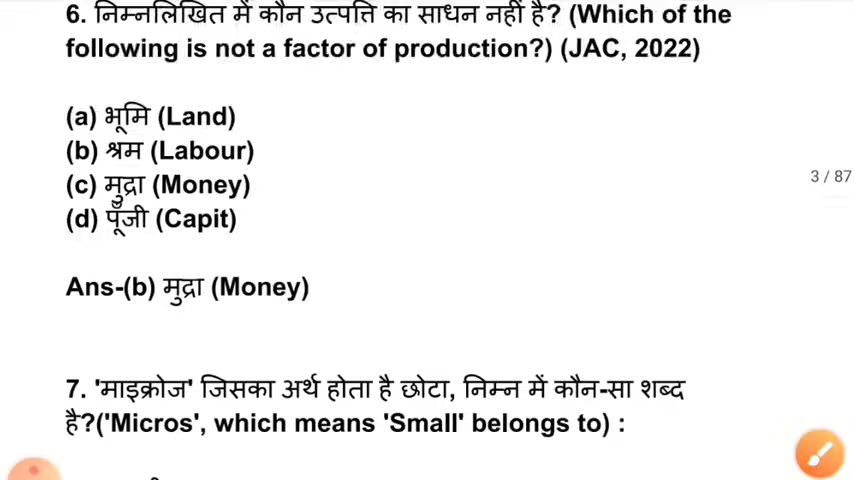 6. निम्नलिखित में कौन उत्पति का साधन नहीं है? (Which of the
following is not a factor of production?) (JAC, 2022)
(a) भूमि (Land)
(b) श्रम (Labour)
3 / 87
(c) मुद्रा (Money)
(d) पूँजी (Capit)
Ans-(b) मुद्रा (Money)
7. 'माइक्रोज' जिसका अर्थ होता है छोटा, निम्न में कौन-सा शब्द
है?('Micros', which means 'Small' belongs to) :